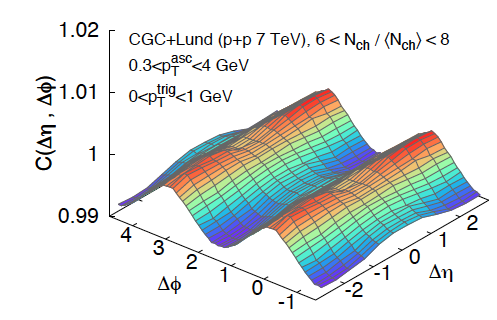 1.02
CGC+Lund (p+p 7 TeV), 6 < N_ch / ⟨N_ch⟩ < 8
0.3<p_T^asc<4 GeV
0<p_T^trig<1 GeV
1.01
1
0.99
C(Δη , Δϕ)
4 3 2 1 0 -1
Δϕ
-2 -1 0 1 2
Δη